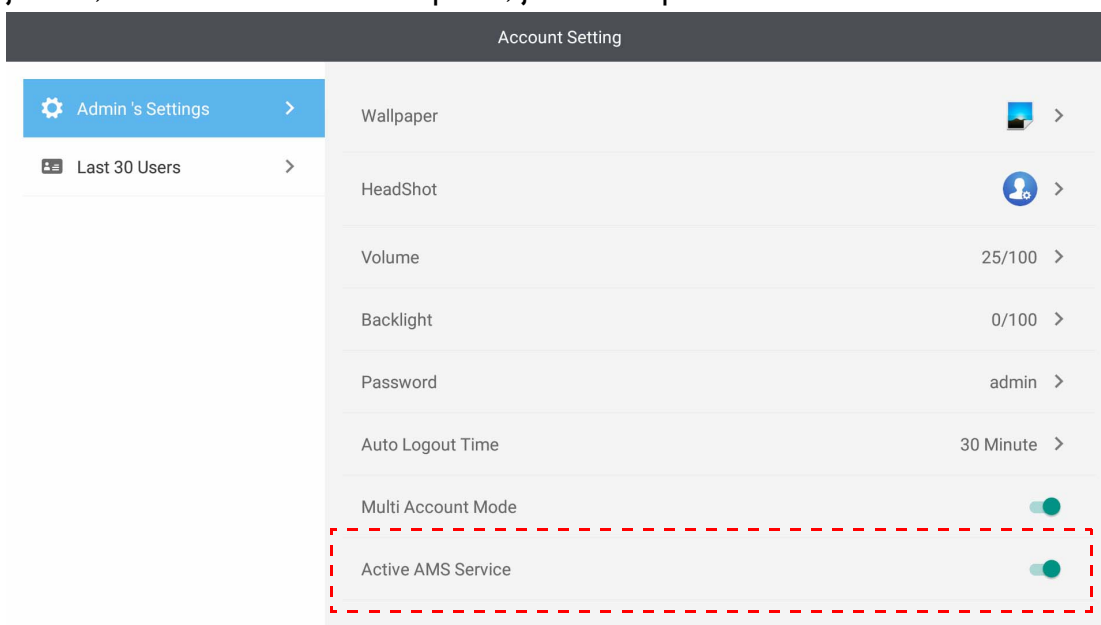 Account Setting
Admin 's Settings
Last 30 Users
Wallpaper
HeadShot
Volume 25/100
Backlight 0/100
Password admin
Auto Logout Time 30 Minute
Multi Account Mode
Active AMS Service